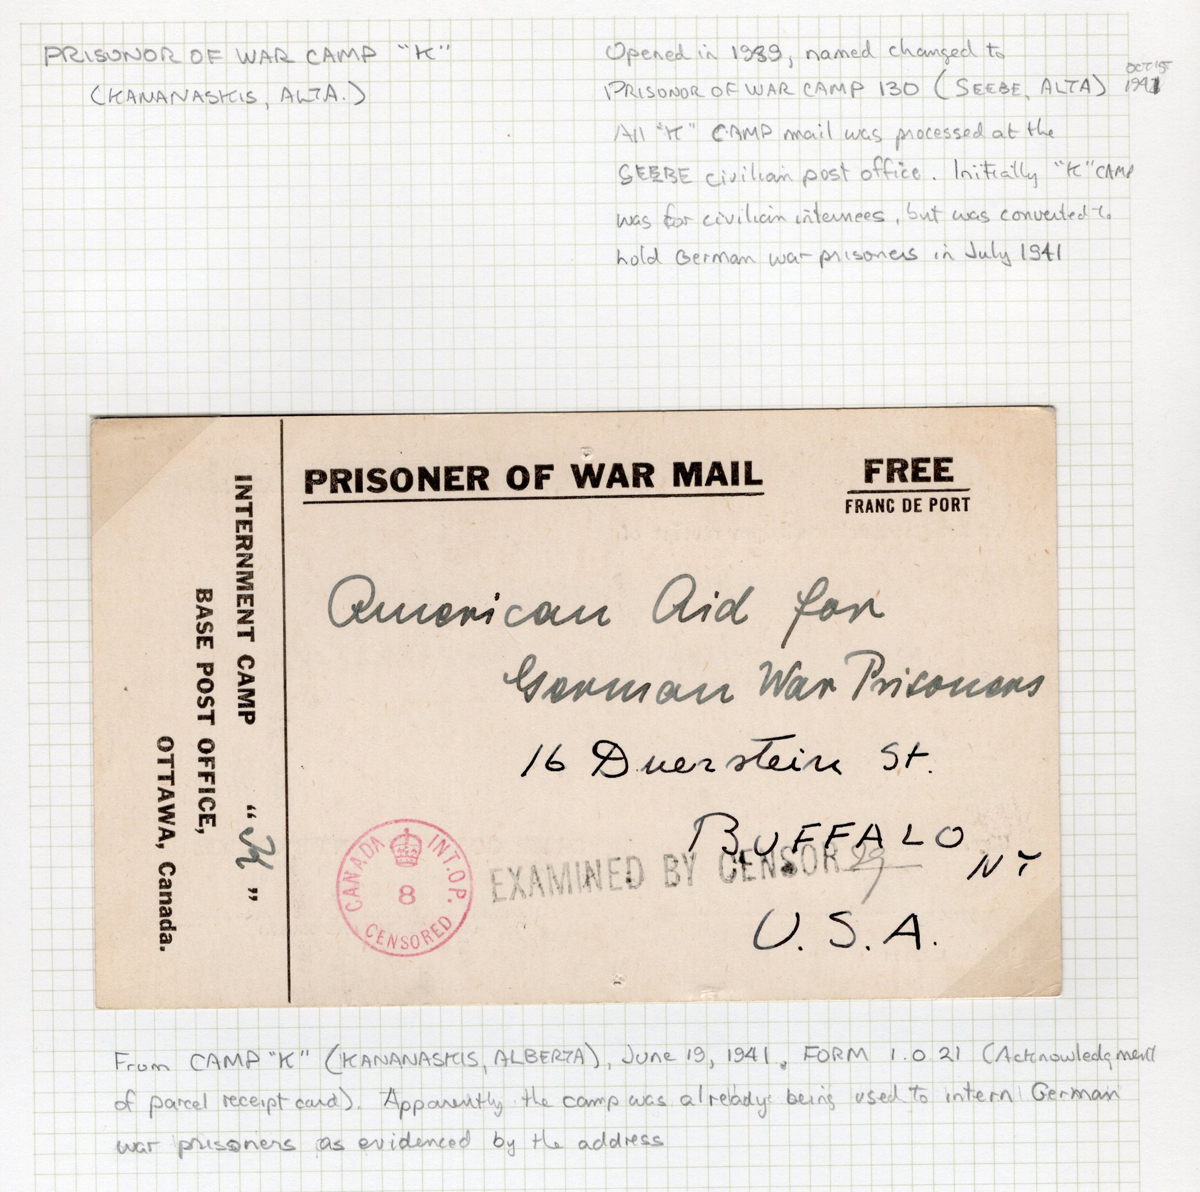 PRISONOR OF WAR CAMP "K"
(KANANASKIS, ALTA.)
Opened in 1939, named changed to
PRISONOR OF WAR CAMP 130 (SEEBE, ALTA) OCT 15 1941
All "K" CAMP mail was processed at the
SEEBE civilian post office. Initially "K" CAMP
was for civilian internees, but was converted to
hold German war prisoners in July 1941
INTERNMENT CAMP "K"
BASE POST OFFICE,
OTTAWA, Canada.
PRISONER OF WAR MAIL
FREE
FRANC DE PORT
American Aid for
German War Prisoners
16 Duerstein St.
BUFFALO
NY
U.S.A.
CANADA INT. OP.
8
CENSORED
EXAMINED BY CENSOR 29
From CAMP "K" (KANANASKIS, ALBERTA), June 19, 1941, FORM I.O. 21 (Acknowledgment
of parcel receipt card). Apparently the camp was already being used to intern German
war prisoners as evidenced by the address